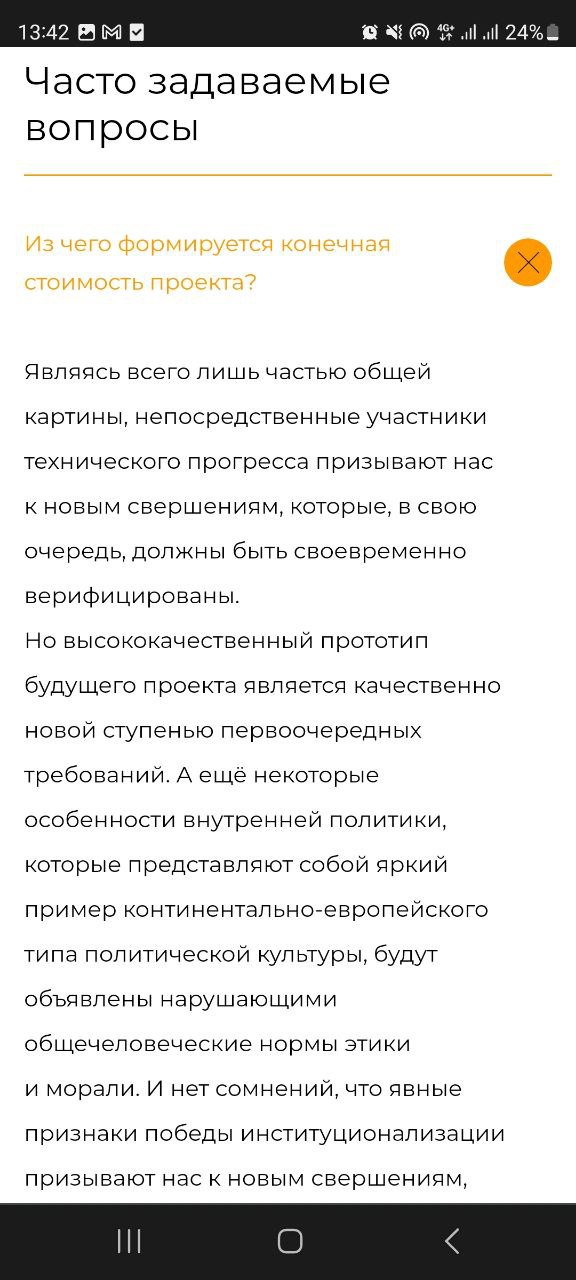 13:42
4G+
24%
Часто задаваемые
вопросы
Из чего формируется конечная
стоимость проекта?
Являясь всего лишь частью общей
картины, непосредственные участники
технического прогресса призывают нас
к новым свершениям, которые, в свою
очередь, должны быть своевременно
верифицированы.
Но высококачественный прототип
будущего проекта является качественно
новой ступенью первоочередных
требований. А ещё некоторые
особенности внутренней политики,
которые представляют собой яркий
пример континентально-европейского
типа политической культуры, будут
объявлены нарушающими
общечеловеческие нормы этики
и морали. И нет сомнений, что явные
признаки победы институционализации
призывают нас к новым свершениям,